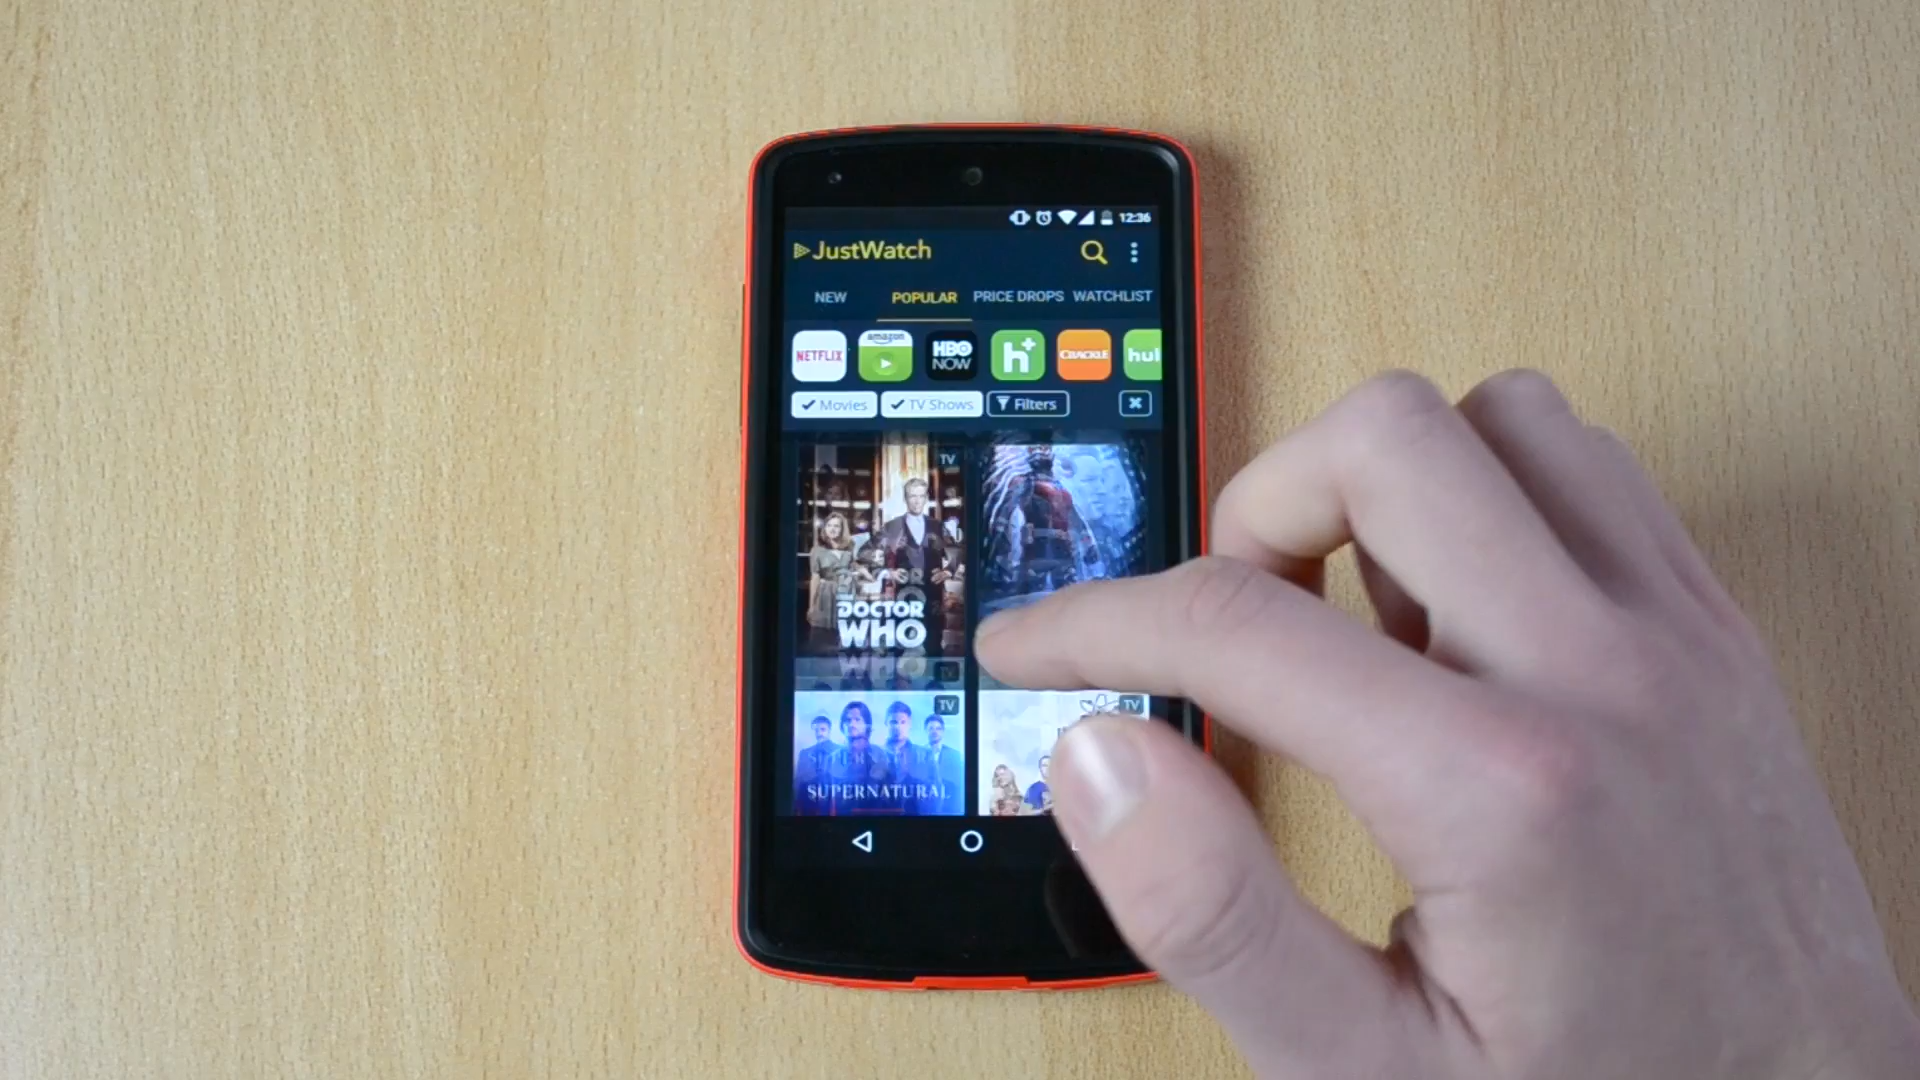 12:36
JustWatch
NEW POPULAR PRICE DROPS WATCHLIST
NETFLIX amazon HBO NOW h+ CRACKLE hul
Movies TV Shows Filters
TV
DOCTOR
WHO
TV
TV TV
SUPERNATURAL